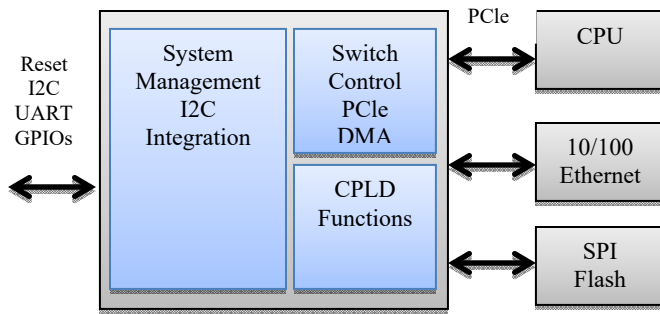 Reset
I2C
UART
GPIOs
System
Management
I2C
Integration
Switch
Control
PCIe
DMA
CPLD
Functions
PCIe
CPU
10/100
Ethernet
SPI
Flash